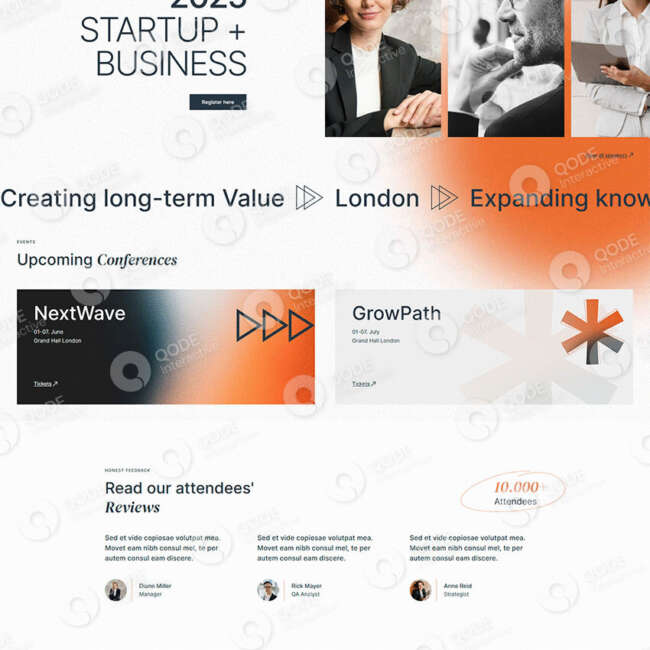 2025
STARTUP +
BUSINESS
Register here
Creating long-term Value London Expanding know
EVENTS
Upcoming Conferences
NextWave
01-07. June
Grand Hall London
Tickets
GrowPath
01-07. July
Grand Hall London
Tickets
HONEST FEEDBACK
Read our attendees'
Reviews
10.000+
Attendees
Sed et vide copiosae volutpat mea.
Movet eam nibh consul mel, te per
autem consul eam discere.
Sed et vide copiosae volutpat mea.
Movet eam nibh consul mel, te per
autem consul eam discere.
Sed et vide copiosae volutpat mea.
Movet eam nibh consul mel, te per
autem consul eam discere.
Miller
Manager
Rick Mayer
QA Anzlyst
Anna Reid
Strategist
QODE
Interactive